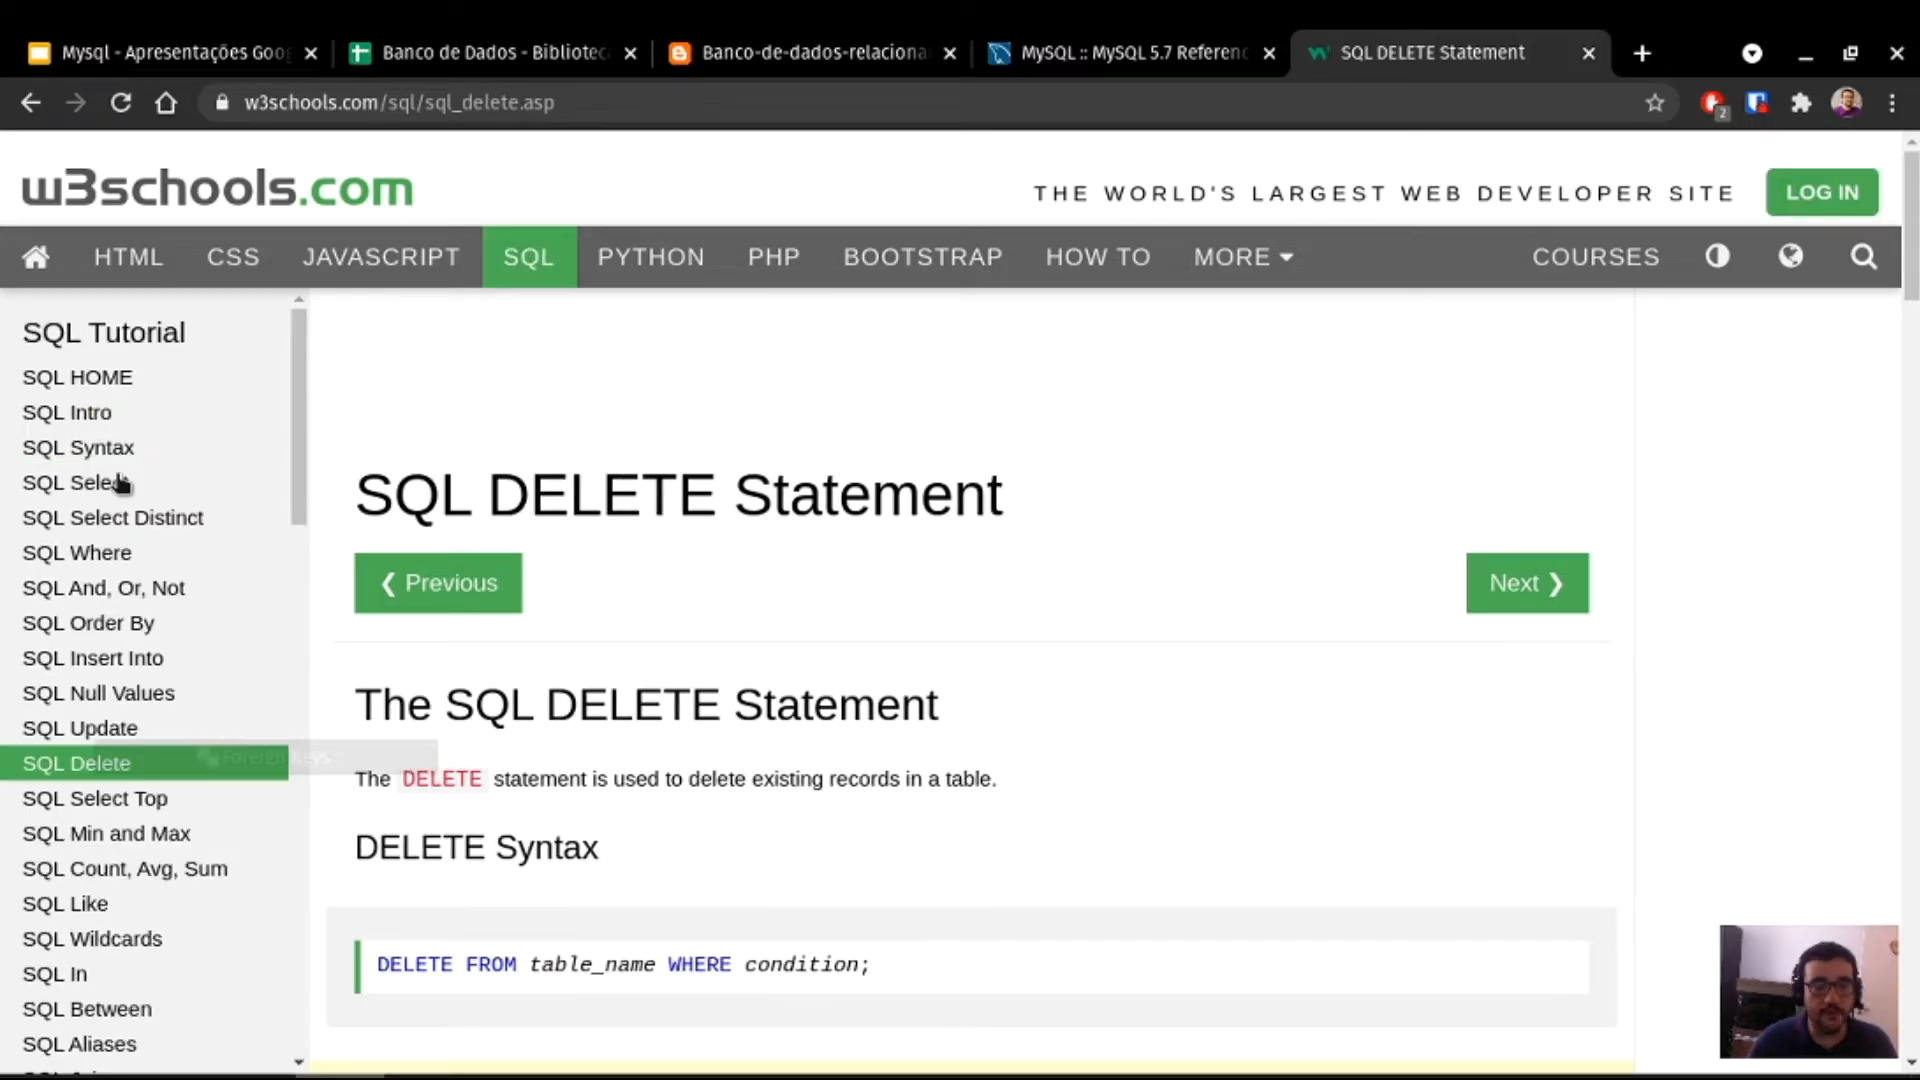 Mysql - Apresentações Goog
Banco de Dados - Bibliotec
Banco-de-dados-relaciona
MySQL :: MySQL 5.7 Referenc
SQL DELETE Statement
w3schools.com/sql/sql_delete.asp
2
w3schools.com
THE WORLD'S LARGEST WEB DEVELOPER SITE
LOG IN
HTML
CSS
JAVASCRIPT
SQL
PYTHON
PHP
BOOTSTRAP
HOW TO
MORE
COURSES
SQL Tutorial
SQL HOME
SQL Intro
SQL Syntax
SQL Select
SQL Select Distinct
SQL Where
SQL And, Or, Not
SQL Order By
SQL Insert Into
SQL Null Values
SQL Update
SQL Delete
Foreign Keys
SQL Select Top
SQL Min and Max
SQL Count, Avg, Sum
SQL Like
SQL Wildcards
SQL In
SQL Between
SQL Aliases
SQL DELETE Statement
❮ Previous
Next ❯
The SQL DELETE Statement
The DELETE statement is used to delete existing records in a table.
DELETE Syntax
DELETE FROM table_name WHERE condition;